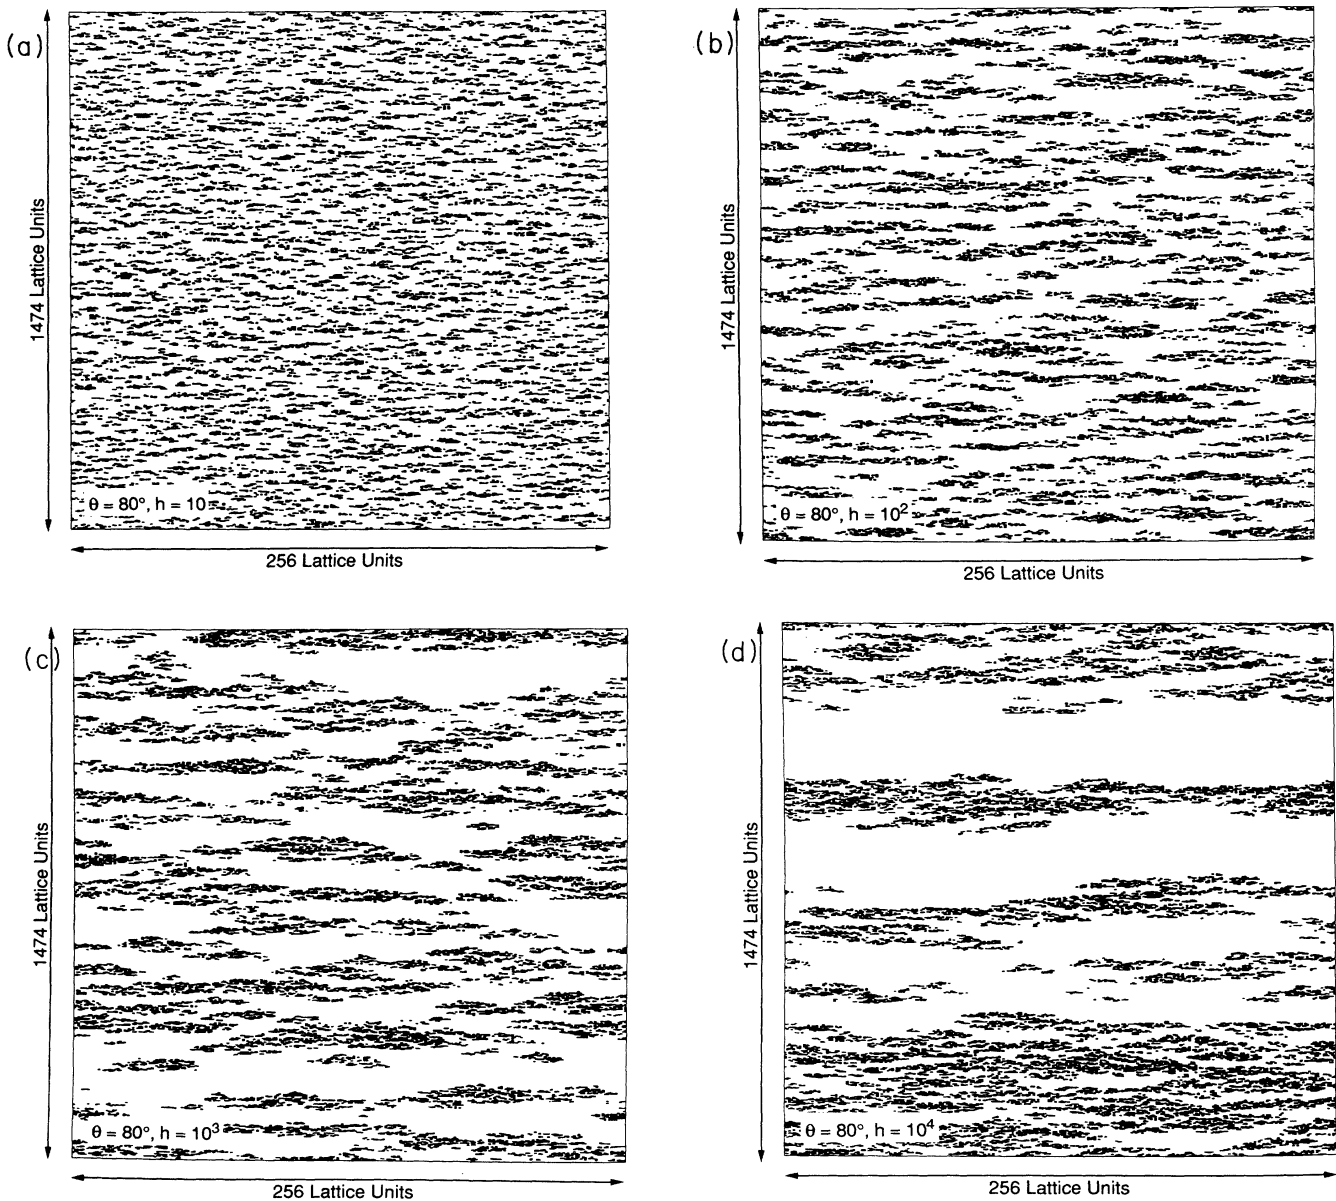 (a)
1474 Lattice Units
θ = 80°, h = 10
256 Lattice Units
(b)
1474 Lattice Units
θ = 80°, h = 10²
256 Lattice Units
(c)
1474 Lattice Units
θ = 80°, h = 10³
256 Lattice Units
(d)
1474 Lattice Units
θ = 80°, h = 10⁴
256 Lattice Units